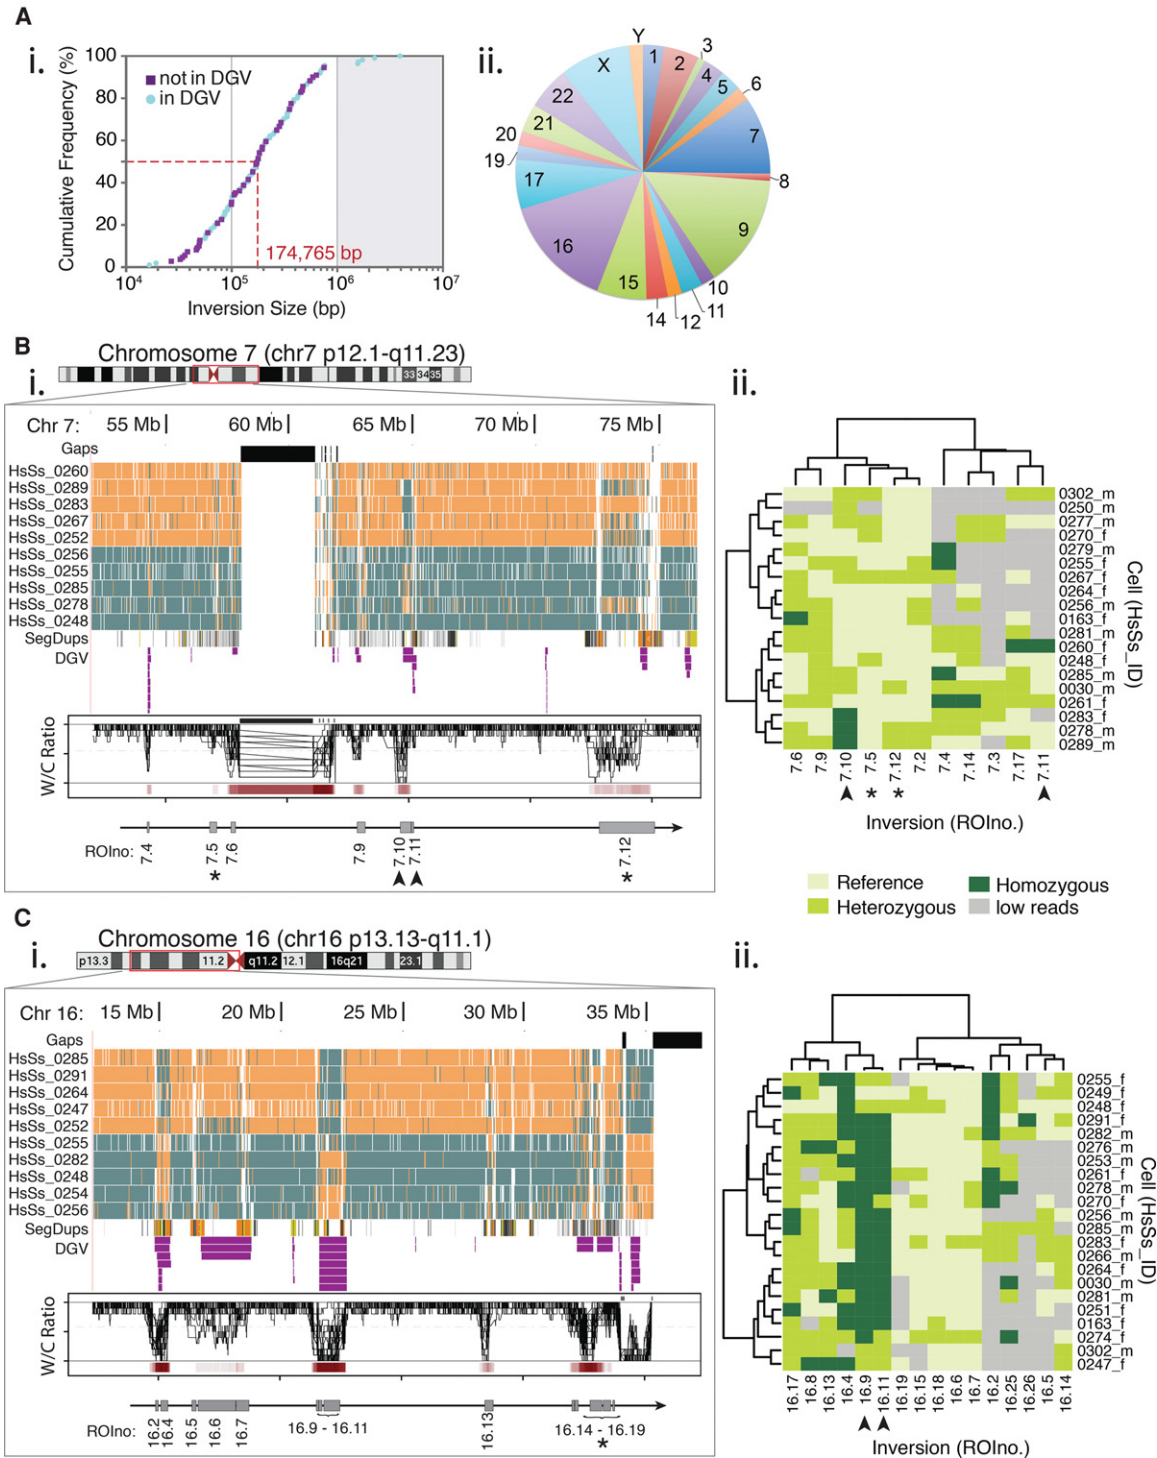 A
i.
Cumulative Frequency (%)
100
80
60
40
20
0
not in DGV
in DGV
174,765 bp
10⁴
10⁵
10⁶
10⁷
Inversion Size (bp)
ii.
Y
1
2
3
4
5
6
7
8
9
10
11
12
14
15
16
17
19
20
21
22
X
B
Chromosome 7 (chr7 p12.1-q11.23)
i.
33 34 35
Chr 7: 55 Mb 60 Mb 65 Mb 70 Mb 75 Mb
Gaps
HsSs_0260
HsSs_0289
HsSs_0283
HsSs_0267
HsSs_0252
HsSs_0256
HsSs_0255
HsSs_0285
HsSs_0278
HsSs_0248
SegDups
DGV
W/C Ratio
ROIno: 7.4 7.5 7.6 7.9 7.10 7.11 7.12
* *
ii.
0302_m
0250_m
0277_m
0270_f
0279_m
0255_f
0267_f
0264_f
0256_m
0163_f
0281_m
0260_f
0248_f
0285_m
0030_m
0261_f
0283_f
0278_m
0289_m
Cell (HsSs_ID)
7.6 7.9 7.10 7.5 7.12 7.2 7.4 7.14 7.3 7.17 7.11
* *
Inversion (ROIno.)
Reference
Heterozygous
Homozygous
low reads
C
Chromosome 16 (chr16 p13.13-q11.1)
i.
p13.3 11.2 q11.2 12.1 16q21 23.1
Chr 16: 15 Mb 20 Mb 25 Mb 30 Mb 35 Mb
Gaps
HsSs_0285
HsSs_0291
HsSs_0264
HsSs_0247
HsSs_0252
HsSs_0255
HsSs_0282
HsSs_0248
HsSs_0254
HsSs_0256
SegDups
DGV
W/C Ratio
ROIno: 16.2 16.4 16.5 16.6 16.7 16.9 - 16.11 16.13 16.14 - 16.19
*
ii.
0255_f
0249_f
0248_f
0291_f
0282_m
0276_m
0253_m
0261_f
0278_m
0270_f
0256_m
0285_m
0283_f
0266_m
0264_f
0030_m
0281_m
0251_f
0163_f
0274_f
0302_m
0247_f
Cell (HsSs_ID)
16.17 16.8 16.13 16.4 16.9 16.11 16.19 16.15 16.18 16.6 16.7 16.2 16.25 16.26 16.5 16.14
Inversion (ROIno.)